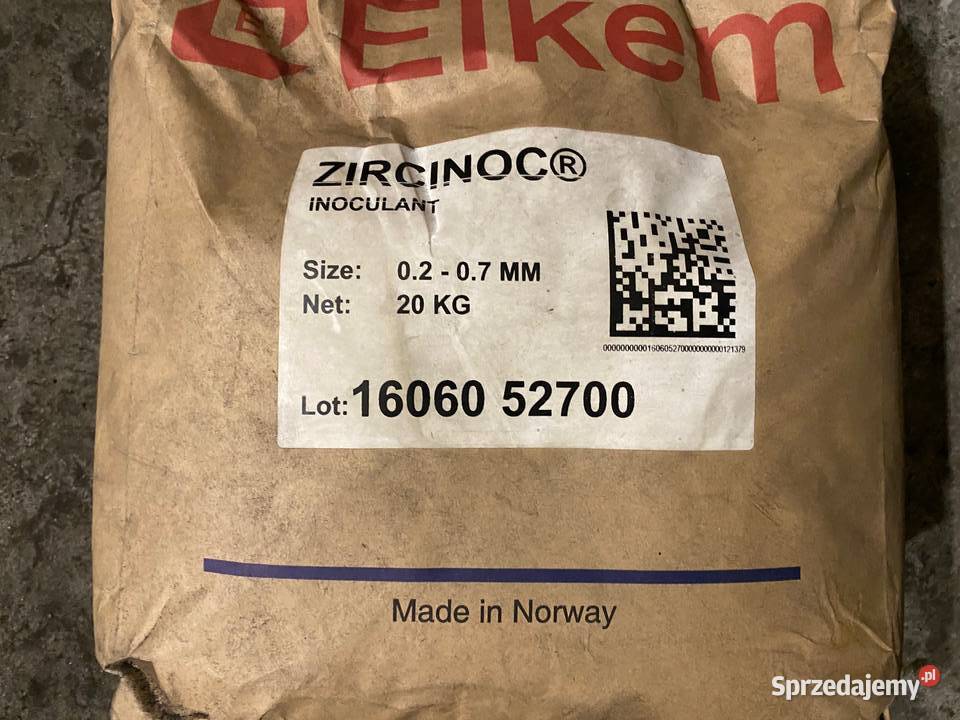 Elkem
ZIRCINOC®
INOCULANT
Size: 0.2 - 0.7 MM
Net: 20 KG
00000000001606052700000000000121379
Lot: 16060 52700
Made in Norway
Sprzedajemy.pl